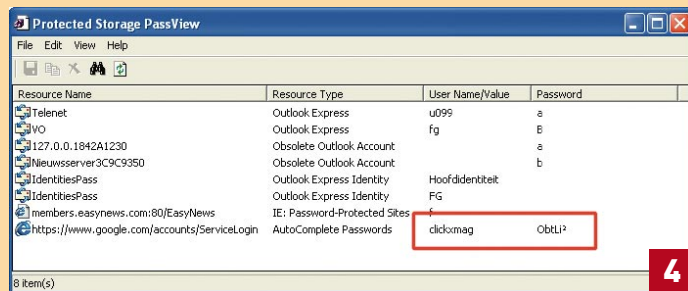 Protected Storage PassView
File Edit View Help
Resource Name Resource Type User Name/Value Password
Telenet Outlook Express u099 a
VO Outlook Express fg B
127.0.0.1842A1230 Obsolete Outlook Account a
Nieuwsserver3C9C9350 Obsolete Outlook Account b
IdentitiesPass Outlook Express Identity Hoofdidentiteit
IdentitiesPass Outlook Express Identity FG
members.easynews.com:80/EasyNews IE: Password-Protected Sites
https://www.google.com/accounts/ServiceLogin AutoComplete Passwords clickxmag ObtLi²
8 item(s)
4